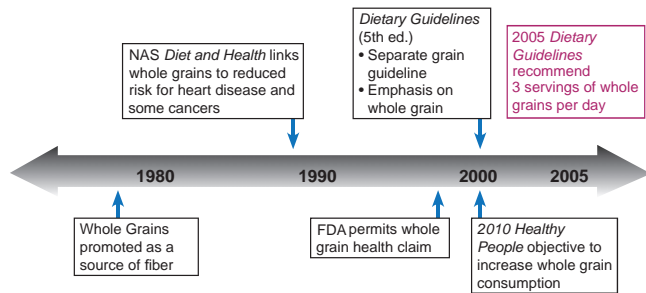 NAS Diet and Health links
whole grains to reduced
risk for heart disease and
some cancers
Dietary Guidelines
(5th ed.)
• Separate grain
guideline
• Emphasis on
whole grain
2005 Dietary
Guidelines
recommend
3 servings of whole
grains per day
1980
1990
2000
2005
Whole Grains
promoted as a
source of fiber
FDA permits whole
grain health claim
2010 Healthy
People objective to
increase whole grain
consumption